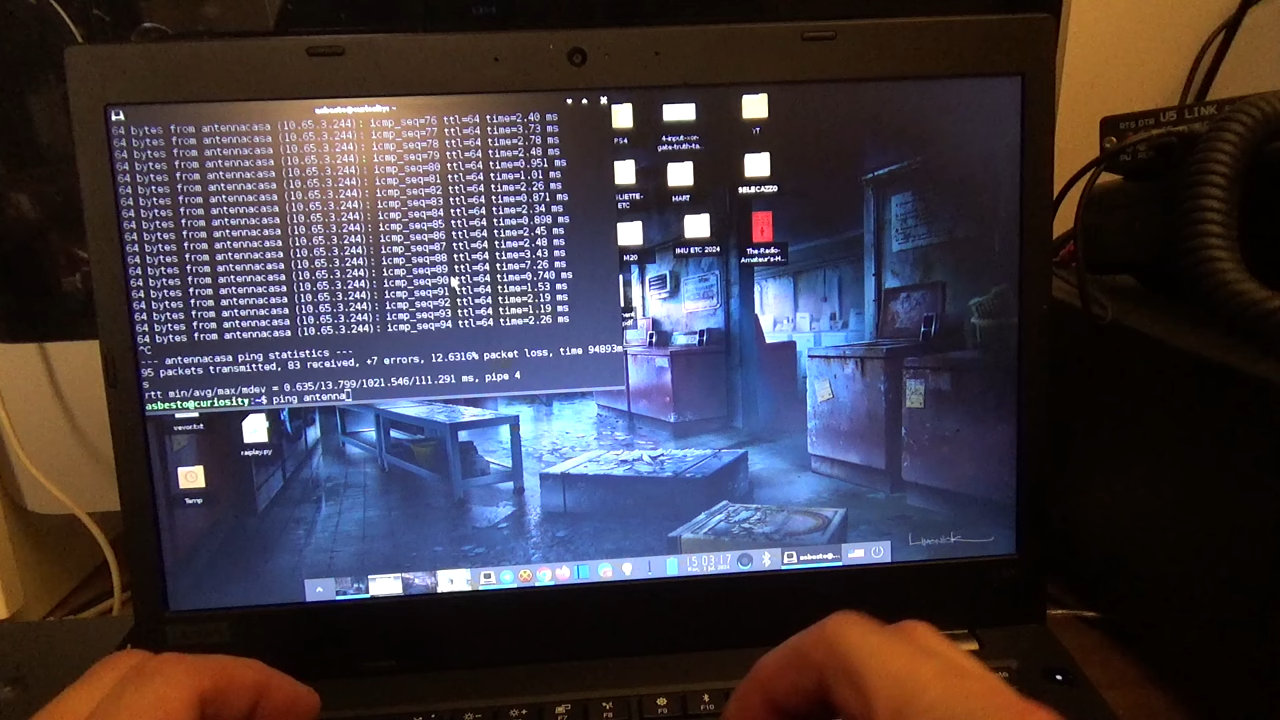 asbesto@curiosity: ~
64 bytes from antennacasa (10.65.3.244): icmp_seq=76 ttl=64 time=2.40 ms
64 bytes from antennacasa (10.65.3.244): icmp_seq=77 ttl=64 time=3.73 ms
64 bytes from antennacasa (10.65.3.244): icmp_seq=78 ttl=64 time=2.78 ms
64 bytes from antennacasa (10.65.3.244): icmp_seq=79 ttl=64 time=2.48 ms
64 bytes from antennacasa (10.65.3.244): icmp_seq=80 ttl=64 time=0.951 ms
64 bytes from antennacasa (10.65.3.244): icmp_seq=81 ttl=64 time=1.01 ms
64 bytes from antennacasa (10.65.3.244): icmp_seq=82 ttl=64 time=2.26 ms
64 bytes from antennacasa (10.65.3.244): icmp_seq=83 ttl=64 time=0.871 ms
64 bytes from antennacasa (10.65.3.244): icmp_seq=84 ttl=64 time=2.34 ms
64 bytes from antennacasa (10.65.3.244): icmp_seq=85 ttl=64 time=0.898 ms
64 bytes from antennacasa (10.65.3.244): icmp_seq=86 ttl=64 time=2.45 ms
64 bytes from antennacasa (10.65.3.244): icmp_seq=87 ttl=64 time=2.48 ms
64 bytes from antennacasa (10.65.3.244): icmp_seq=88 ttl=64 time=3.43 ms
64 bytes from antennacasa (10.65.3.244): icmp_seq=89 ttl=64 time=7.26 ms
64 bytes from antennacasa (10.65.3.244): icmp_seq=90 ttl=64 time=0.740 ms
64 bytes from antennacasa (10.65.3.244): icmp_seq=91 ttl=64 time=1.53 ms
64 bytes from antennacasa (10.65.3.244): icmp_seq=92 ttl=64 time=2.19 ms
64 bytes from antennacasa (10.65.3.244): icmp_seq=93 ttl=64 time=1.19 ms
64 bytes from antennacasa (10.65.3.244): icmp_seq=94 ttl=64 time=2.26 ms
^C
--- antennacasa ping statistics ---
95 packets transmitted, 83 received, +7 errors, 12.6316% packet loss, time 94893m
s
rtt min/avg/max/mdev = 0.635/13.799/1021.546/111.291 ms, pipe 4
asbesto@curiosity:~$ ping antenna
PS4
4-input-xor-
gate-truth-ta...
YT
LIETTE-
ETC
MART
SELECAZZO
M20
IMU ETC 2024
The-Radio-
Amateur's-H...
pdf
vevor.txt
raiplay.py
Temp
LIMONICK
15:03:17
asbesto@...
DTS DTR U5 LINK
F7
F8
F9
F10